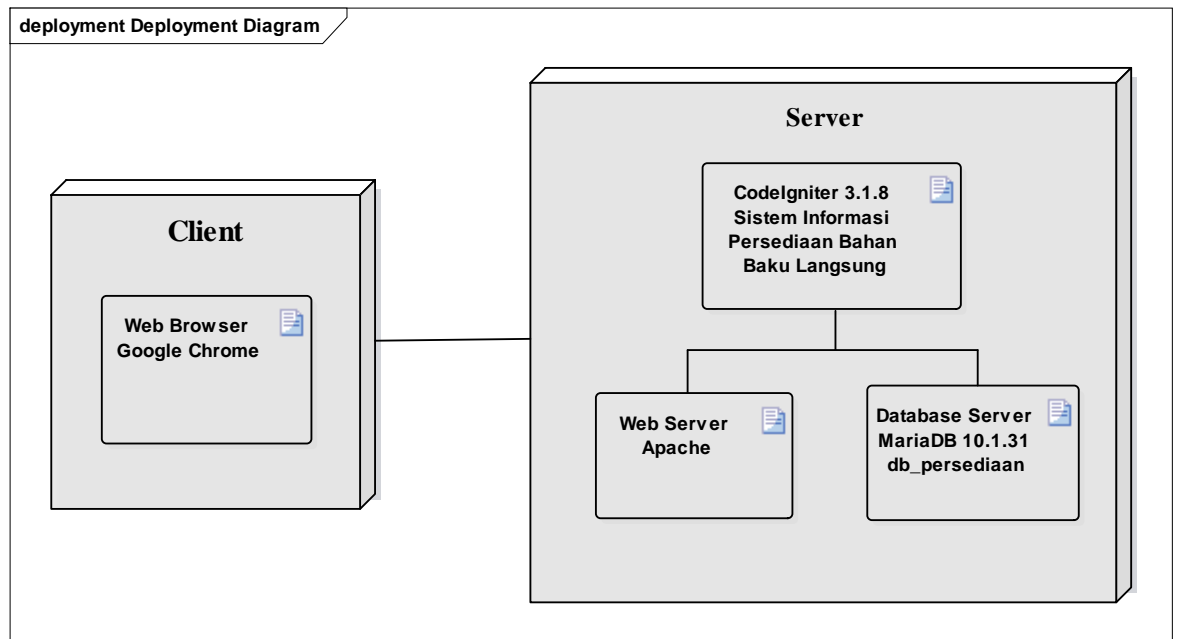 deployment Deployment Diagram
Server
CodeIgniter 3.1.8
Sistem Informasi
Persediaan Bahan
Baku Langsung
Client
Web Browser
Google Chrome
Web Server
Apache
Database Server
MariaDB 10.1.31
db_persediaan